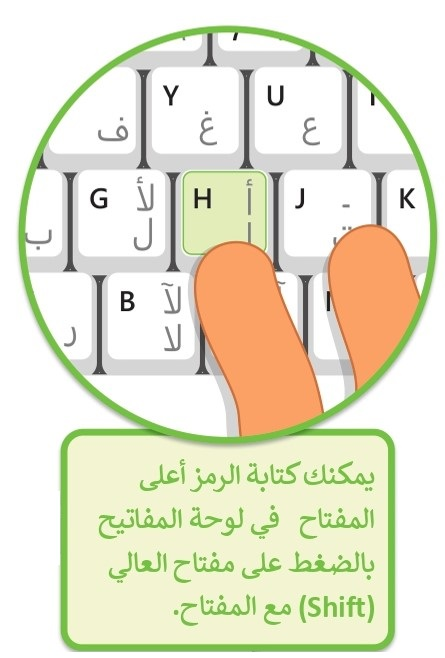 Y غ
U ع
ف
G لأ ل
H أ ا
J ـ ت
K
ب
B لآ لا
ر
يمكنك كتابة الرمز أعلى
المفتاح في لوحة المفاتيح
بالضغط على مفتاح العالي
(Shift) مع المفتاح.